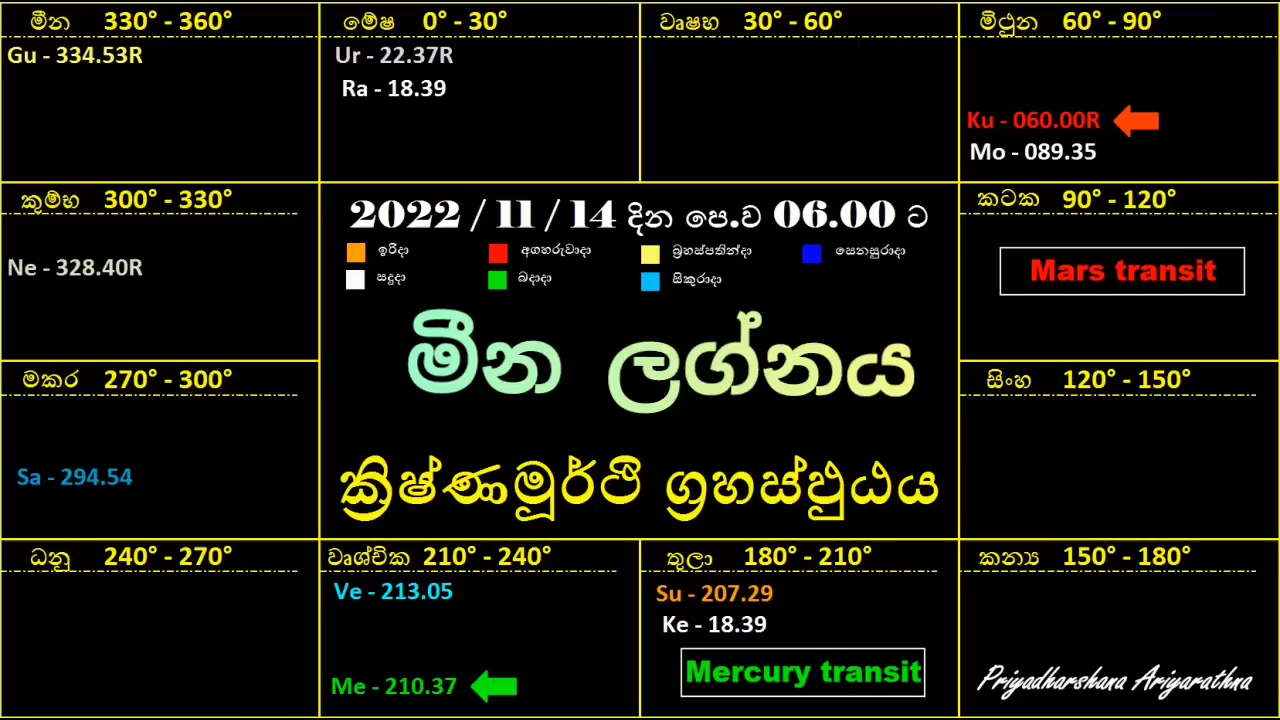 මීන 330° - 360°
Gu - 334.53R
මේෂ 0° - 30°
Ur - 22.37R
Ra - 18.39
වෘෂභ 30° - 60°
මිථුන 60° - 90°
Ku - 060.00R
Mo - 089.35
කුම්භ 300° - 330°
Ne - 328.40R
2022 / 11 / 14 දින පෙ.ව 06.00 ට
ඉරිදා අගහරුවාදා බ්‍රහස්පතින්දා සෙනසුරාදා
සදුදා බදාදා සිකුරාදා
මීන ලග්නය
ක්‍රිෂ්ණමූර්ථි ග්‍රහස්ඵුඨය
කටක 90° - 120°
Mars transit
මකර 270° - 300°
Sa - 294.54
සිංහ 120° - 150°
ධනු 240° - 270°
වෘශ්චික 210° - 240°
Ve - 213.05
Me - 210.37
තුලා 180° - 210°
Su - 207.29
Ke - 18.39
Mercury transit
කන්‍ය 150° - 180°
Priyadharshana Ariyarathna